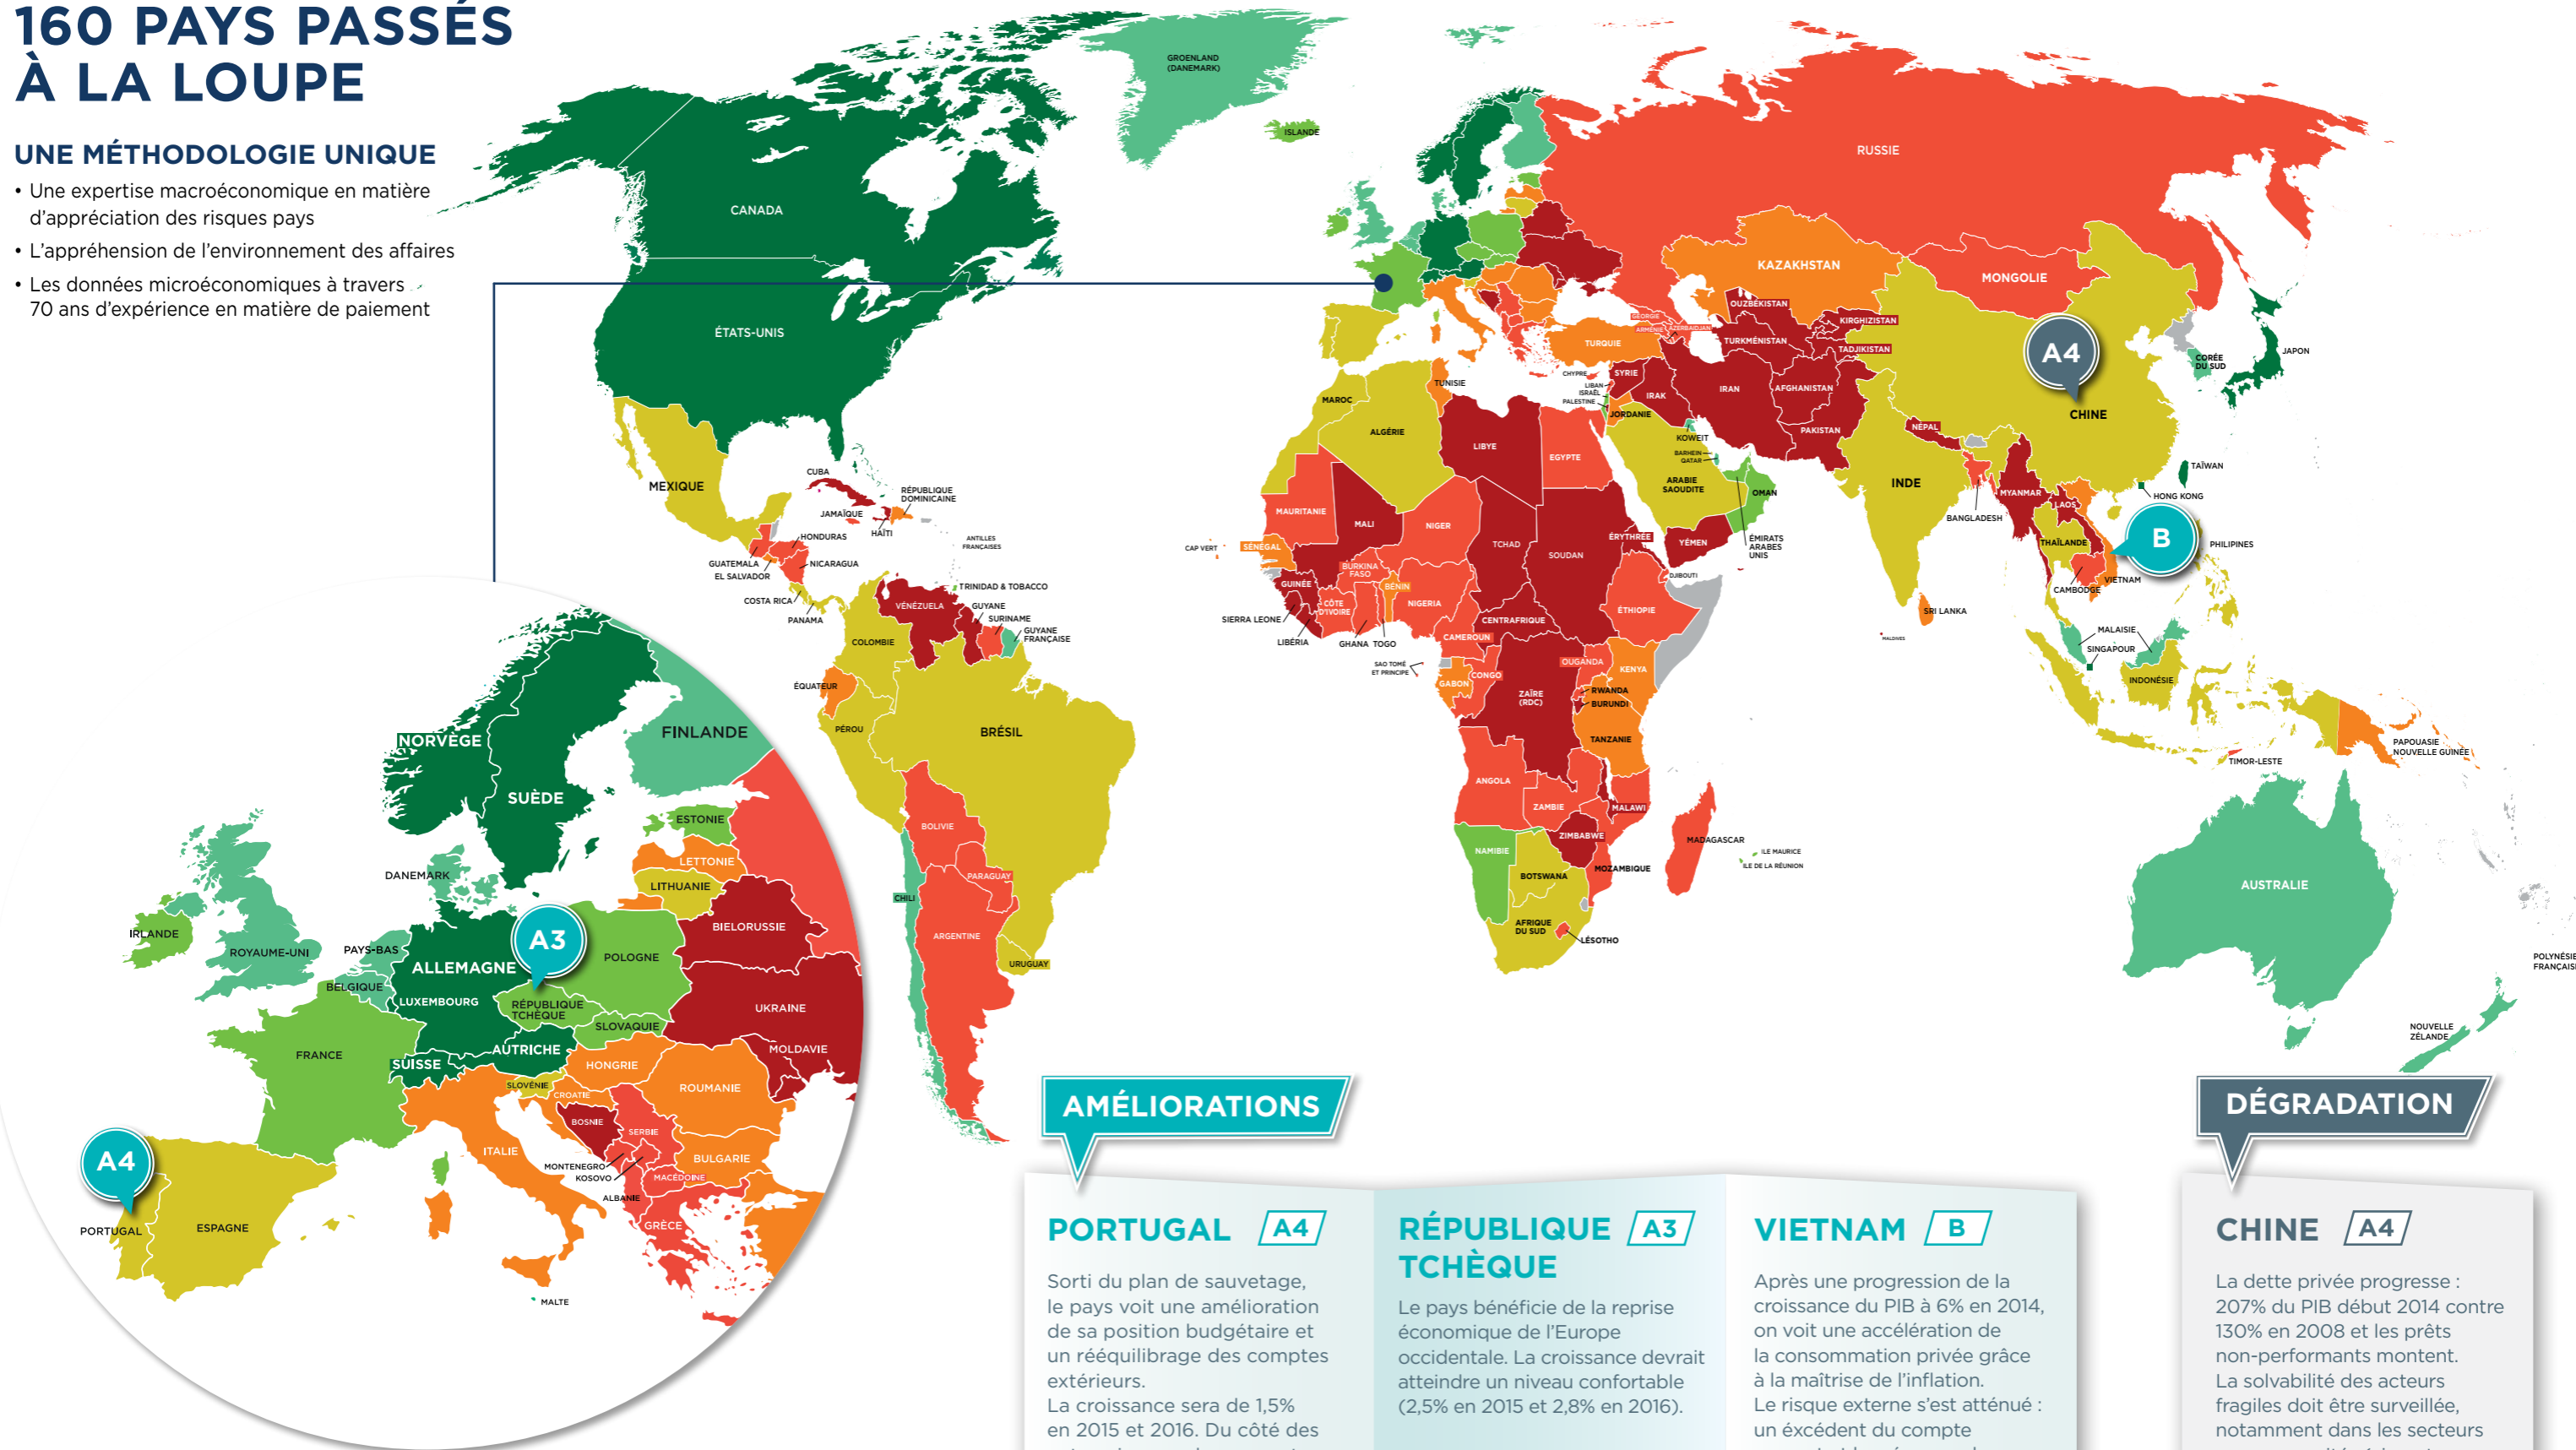 160 PAYS PASSÉS
À LA LOUPE
UNE MÉTHODOLOGIE UNIQUE
• Une expertise macroéconomique en matière
d'appréciation des risques pays
• L'appréhension de l'environnement des affaires
• Les données microéconomiques à travers
70 ans d'expérience en matière de paiement
GROENLAND
(DANEMARK)
ISLANDE
RUSSIE
CANADA
ÉTATS-UNIS
KAZAKHSTAN
MONGOLIE
OUZBÉKISTAN
KIRGHIZISTAN
GÉORGIE
ARMÉNIE
AZERBAIDJAN
TURQUIE
TURKMÉNISTAN
TADJIKISTAN
A4
CORÉE
DU SUD
JAPON
CHYPRE
SYRIE
LIBAN
ISRAËL
PALESTINE
IRAK
IRAN
AFGHANISTAN
TUNISIE
MAROC
JORDANIE
CHINE
ALGÉRIE
LIBYE
EGYPTE
KOWEIT
BARHEIN
QATAR
PAKISTAN
NÉPAL
ARABIE
SAOUDITE
OMAN
INDE
TAÏWAN
HONG KONG
MEXIQUE
CUBA
RÉPUBLIQUE
DOMINICAINE
JAMAÏQUE
HAÏTI
HONDURAS
ANTILLES
FRANÇAISES
GUATEMALA
NICARAGUA
EL SALVADOR
COSTA RICA
PANAMA
TRINIDAD & TOBACCO
VÉNÉZUELA
GUYANE
SURINAME
GUYANE
FRANÇAISE
COLOMBIE
ÉQUATEUR
PÉROU
BRÉSIL
BOLIVIE
PARAGUAY
CHILI
ARGENTINE
URUGUAY
MAURITANIE
MALI
NIGER
TCHAD
SOUDAN
ÉRYTHRÉE
YÉMEN
ÉMIRATS
ARABES
UNIS
CAP VERT
SÉNÉGAL
BURKINA
FASO
BÉNIN
GUINÉE
CÔTE
D'IVOIRE
NIGERIA
DJIBOUTI
ÉTHIOPIE
SIERRA LEONE
LIBÉRIA
GHANA
TOGO
CENTRAFRIQUE
CAMEROUN
SAO TOMÉ
ET PRINCIPE
GABON
CONGO
OUGANDA
KENYA
ZAÏRE
(RDC)
RWANDA
BURUNDI
TANZANIE
ANGOLA
ZAMBIE
MALAWI
ZIMBABWE
MADAGASCAR
NAMIBIE
MOZAMBIQUE
ILE MAURICE
ILE DE LA RÉUNION
BOTSWANA
AFRIQUE
DU SUD
LÉSOTHO
MYANMAR
LAOS
BANGLADESH
THAÏLANDE
B
PHILIPINES
VIETNAM
CAMBODGE
SRI LANKA
MALDIVES
MALAISIE
SINGAPOUR
INDONÉSIE
PAPOUASIE
NOUVELLE GUINÉE
TIMOR-LESTE
AUSTRALIE
POLYNÉSIE
FRANÇAISE
NOUVELLE
ZÉLANDE
NORVÈGE
FINLANDE
SUÈDE
ESTONIE
LETTONIE
LITHUANIE
DANEMARK
BIELORUSSIE
IRLANDE
ROYAUME-UNI
PAYS-BAS
A3
POLOGNE
ALLEMAGNE
BELGIQUE
LUXEMBOURG
RÉPUBLIQUE
TCHÈQUE
UKRAINE
SLOVAQUIE
FRANCE
SUISSE
AUTRICHE
MOLDAVIE
HONGRIE
SLOVÉNIE
CROATIE
ROUMANIE
BOSNIE
SERBIE
ITALIE
BULGARIE
MONTENEGRO
KOSOVO
MACÉDOINE
ALBANIE
GRÈCE
A4
PORTUGAL
ESPAGNE
MALTE
AMÉLIORATIONS
PORTUGAL A4
Sorti du plan de sauvetage,
le pays voit une amélioration
de sa position budgétaire et
un rééquilibrage des comptes
extérieurs.
La croissance sera de 1,5%
en 2015 et 2016. Du côté des
RÉPUBLIQUE A3
TCHÈQUE
Le pays bénéficie de la reprise
économique de l'Europe
occidentale. La croissance devrait
atteindre un niveau confortable
(2,5% en 2015 et 2,8% en 2016).
VIETNAM B
Après une progression de la
croissance du PIB à 6% en 2014,
on voit une accélération de
la consommation privée grâce
à la maîtrise de l'inflation.
Le risque externe s'est atténué :
un éxcédent du compte
DÉGRADATION
CHINE A4
La dette privée progresse :
207% du PIB début 2014 contre
130% en 2008 et les prêts
non-performants montent.
La solvabilité des acteurs
fragiles doit être surveillée,
notamment dans les secteurs